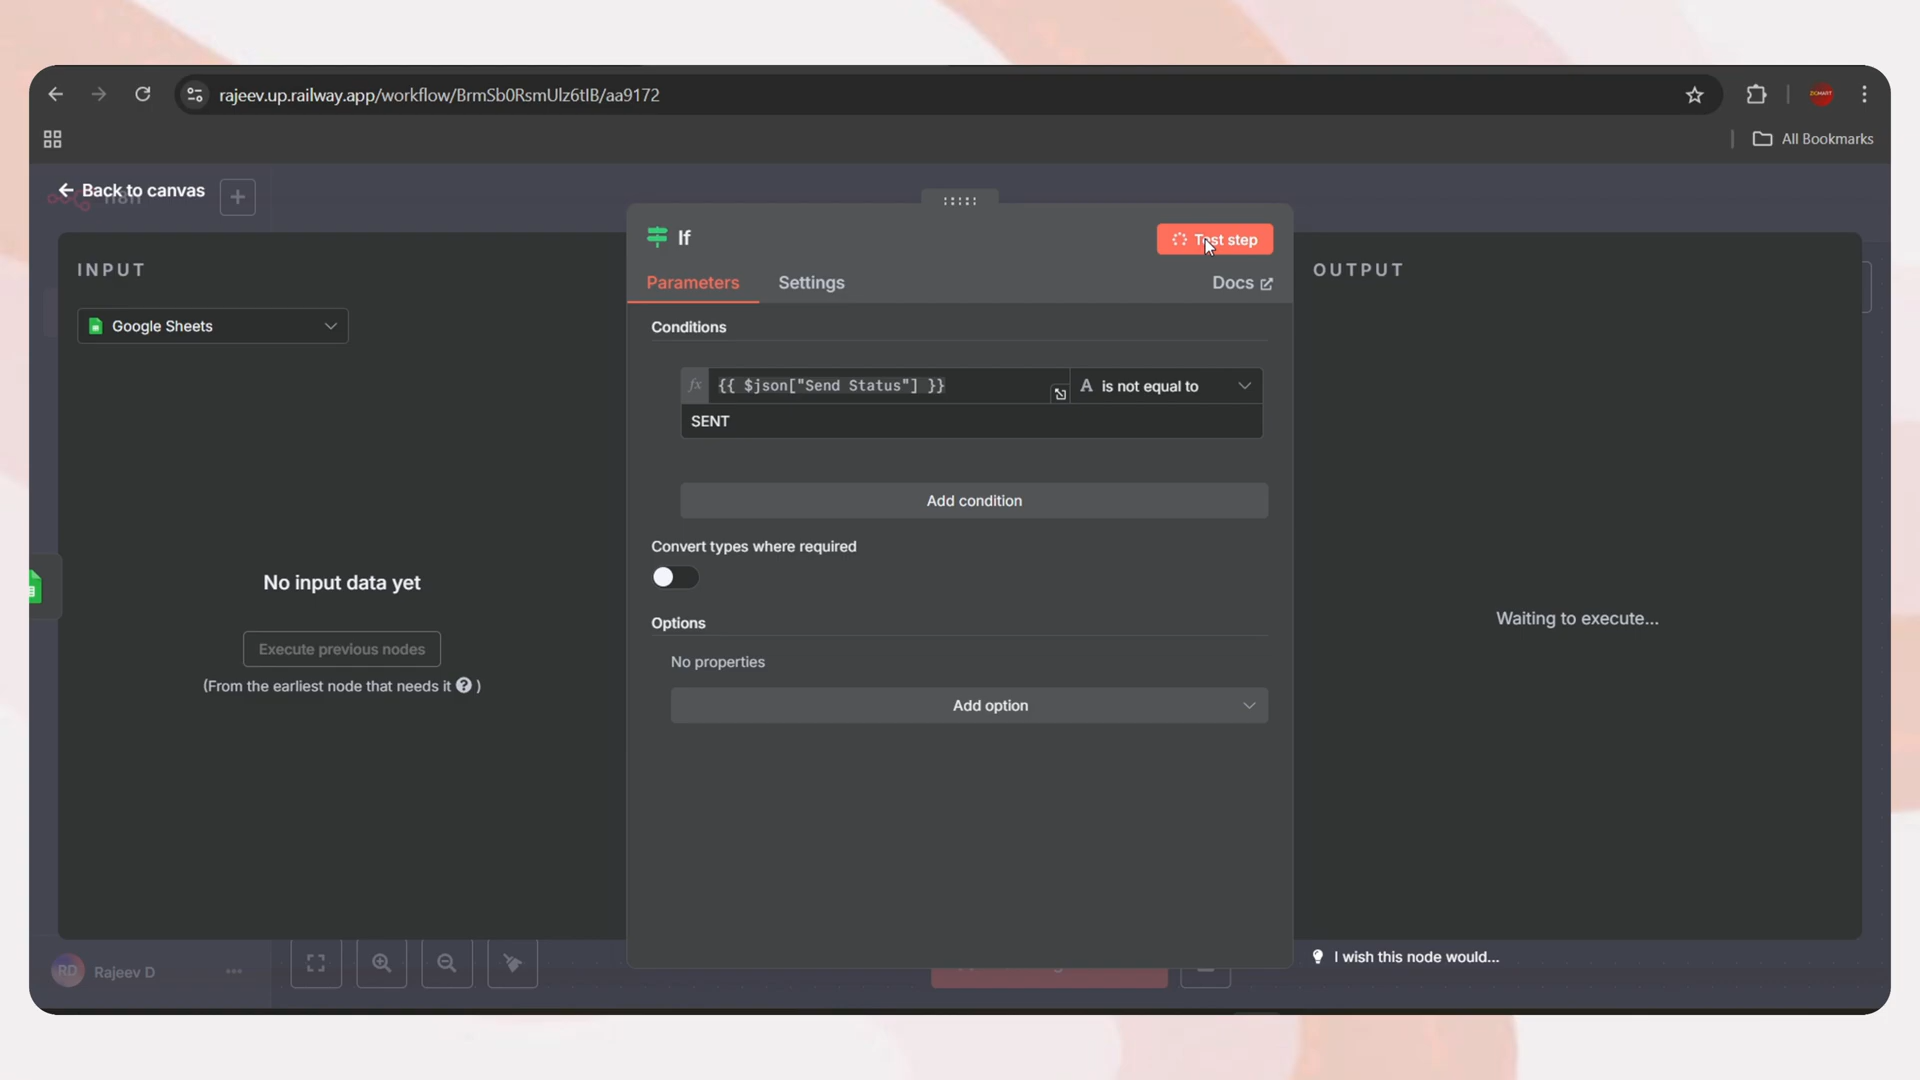 rajeev.up.railway.app/workflow/BrmSb0RsmUlz6tIB/aa9172
All Bookmarks
Back to canvas
n8n
If
Test step
INPUT
OUTPUT
Parameters
Settings
Docs
Google Sheets
Conditions
fx
{{ $json["Send Status"] }}
A is not equal to
SENT
Add condition
Convert types where required
No input data yet
Options
Waiting to execute...
Execute previous nodes
No properties
(From the earliest node that needs it ? )
Add option
I wish this node would...
RD
Rajeev D